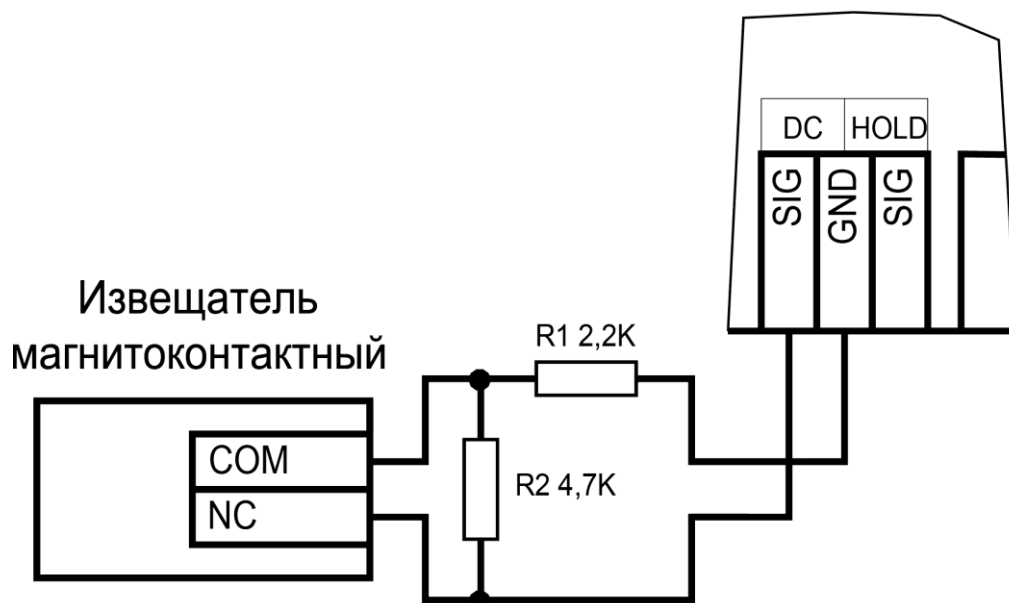 DC HOLD
SIG GND SIG
Извещатель
магнитоконтактный
R1 2,2K
COM
R2 4,7K
NC